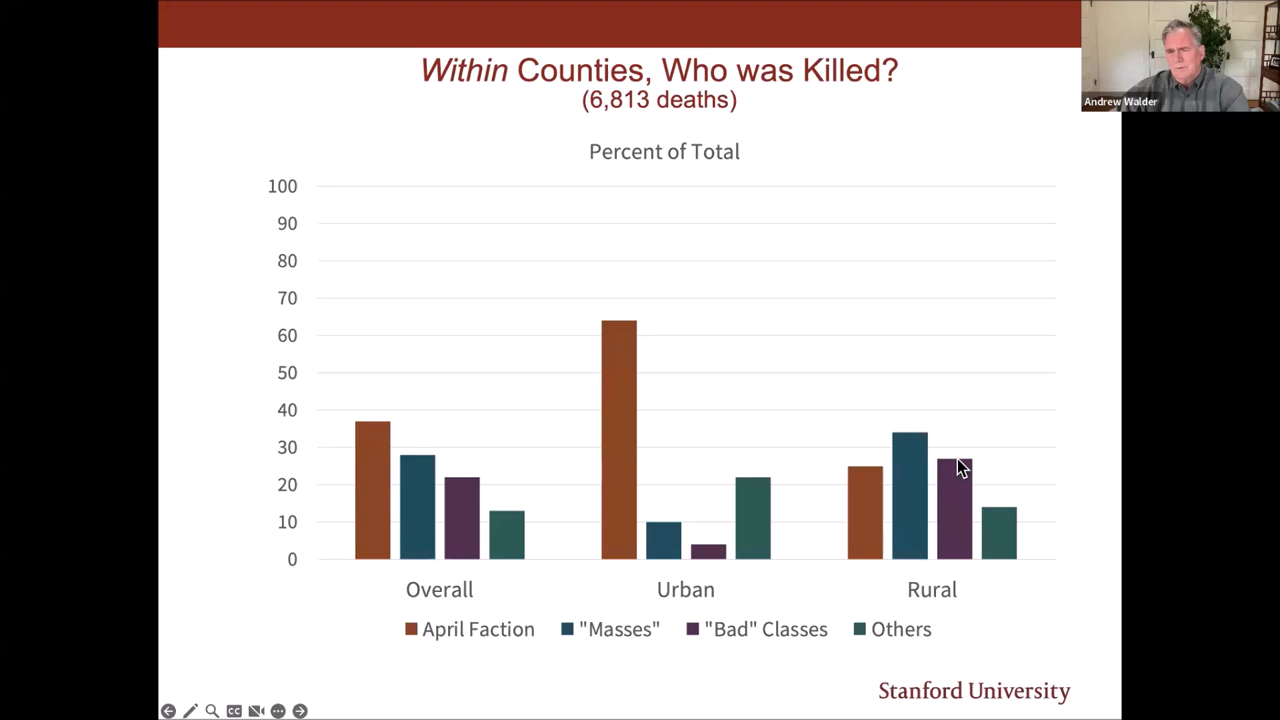 Within Counties, Who was Killed?
(6,813 deaths)
Andrew Walder
Percent of Total
100
90
80
70
60
50
40
30
20
10
0
Overall
Urban
Rural
April Faction
"Masses"
"Bad" Classes
Others
Stanford University
CC